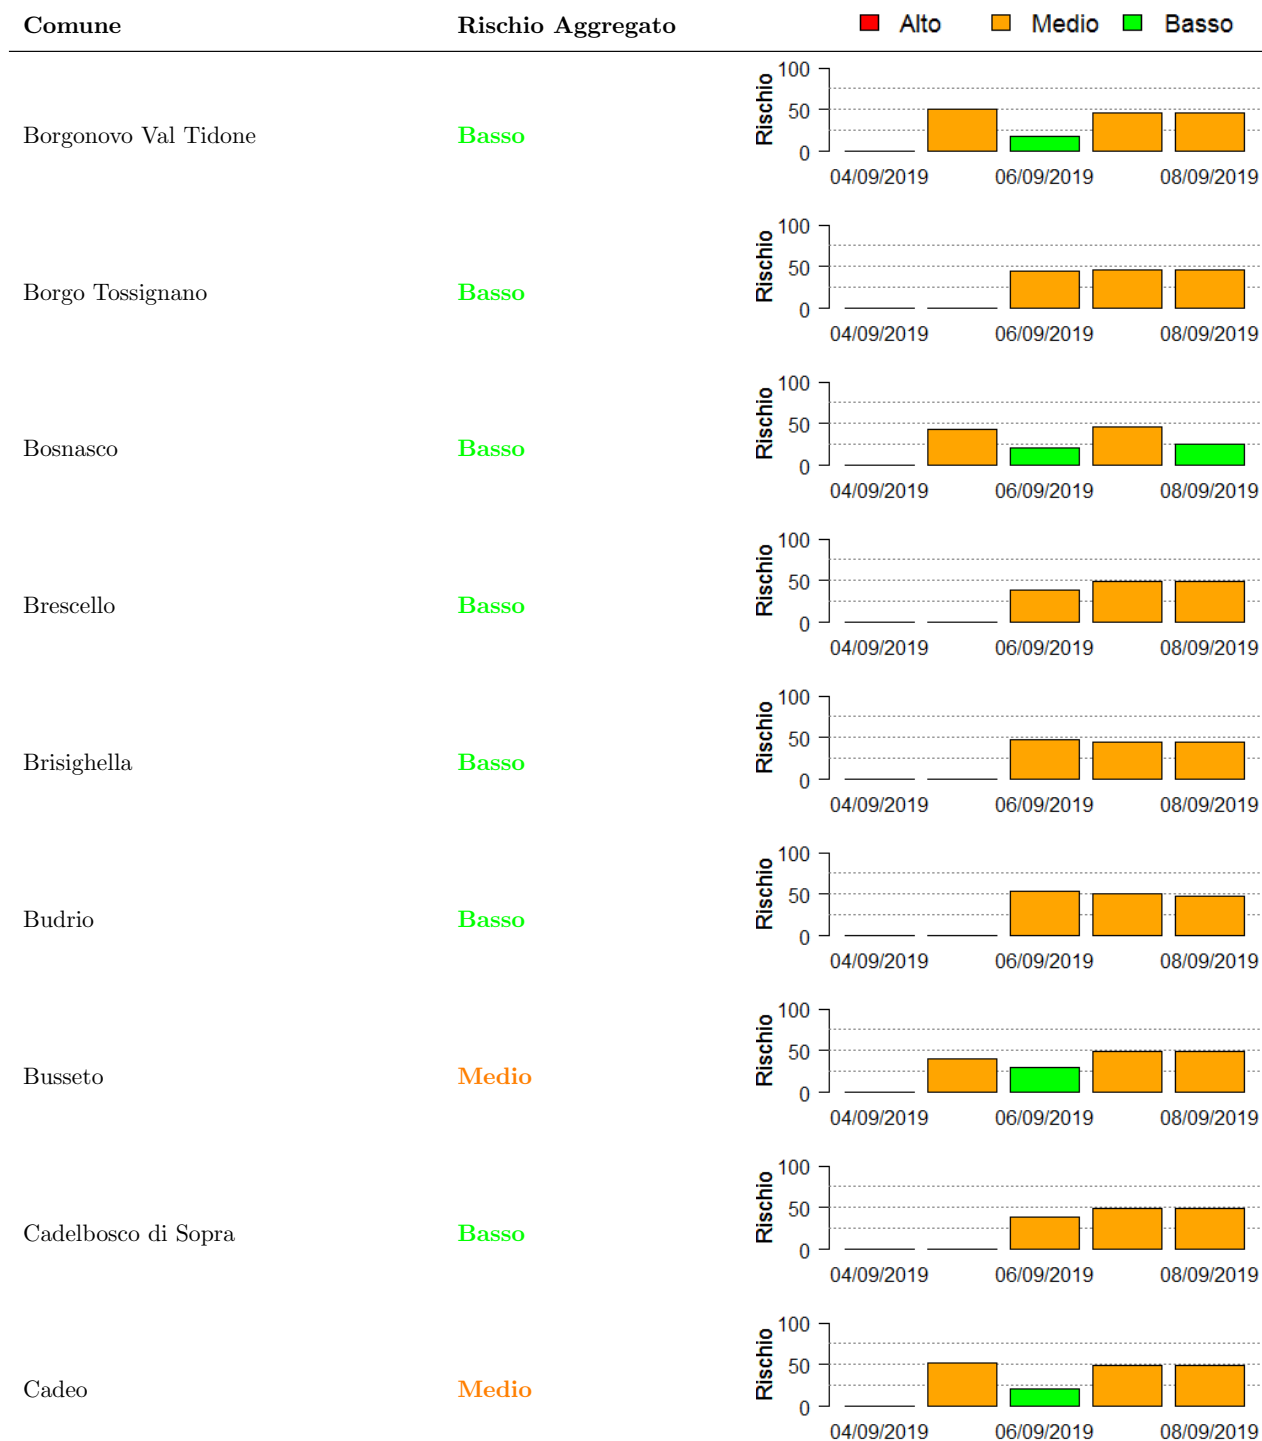 Comune Rischio Aggregato Alto Medio Basso
Borgonovo Val Tidone Basso Rischio 100 50 0
04/09/2019 06/09/2019 08/09/2019
Borgo Tossignano Basso Rischio 100 50 0
04/09/2019 06/09/2019 08/09/2019
Bosnasco Basso Rischio 100 50 0
04/09/2019 06/09/2019 08/09/2019
Brescello Basso Rischio 100 50 0
04/09/2019 06/09/2019 08/09/2019
Brisighella Basso Rischio 100 50 0
04/09/2019 06/09/2019 08/09/2019
Budrio Basso Rischio 100 50 0
04/09/2019 06/09/2019 08/09/2019
Busseto Medio Rischio 100 50 0
04/09/2019 06/09/2019 08/09/2019
Cadelbosco di Sopra Basso Rischio 100 50 0
04/09/2019 06/09/2019 08/09/2019
Cadeo Medio Rischio 100 50 0
04/09/2019 06/09/2019 08/09/2019